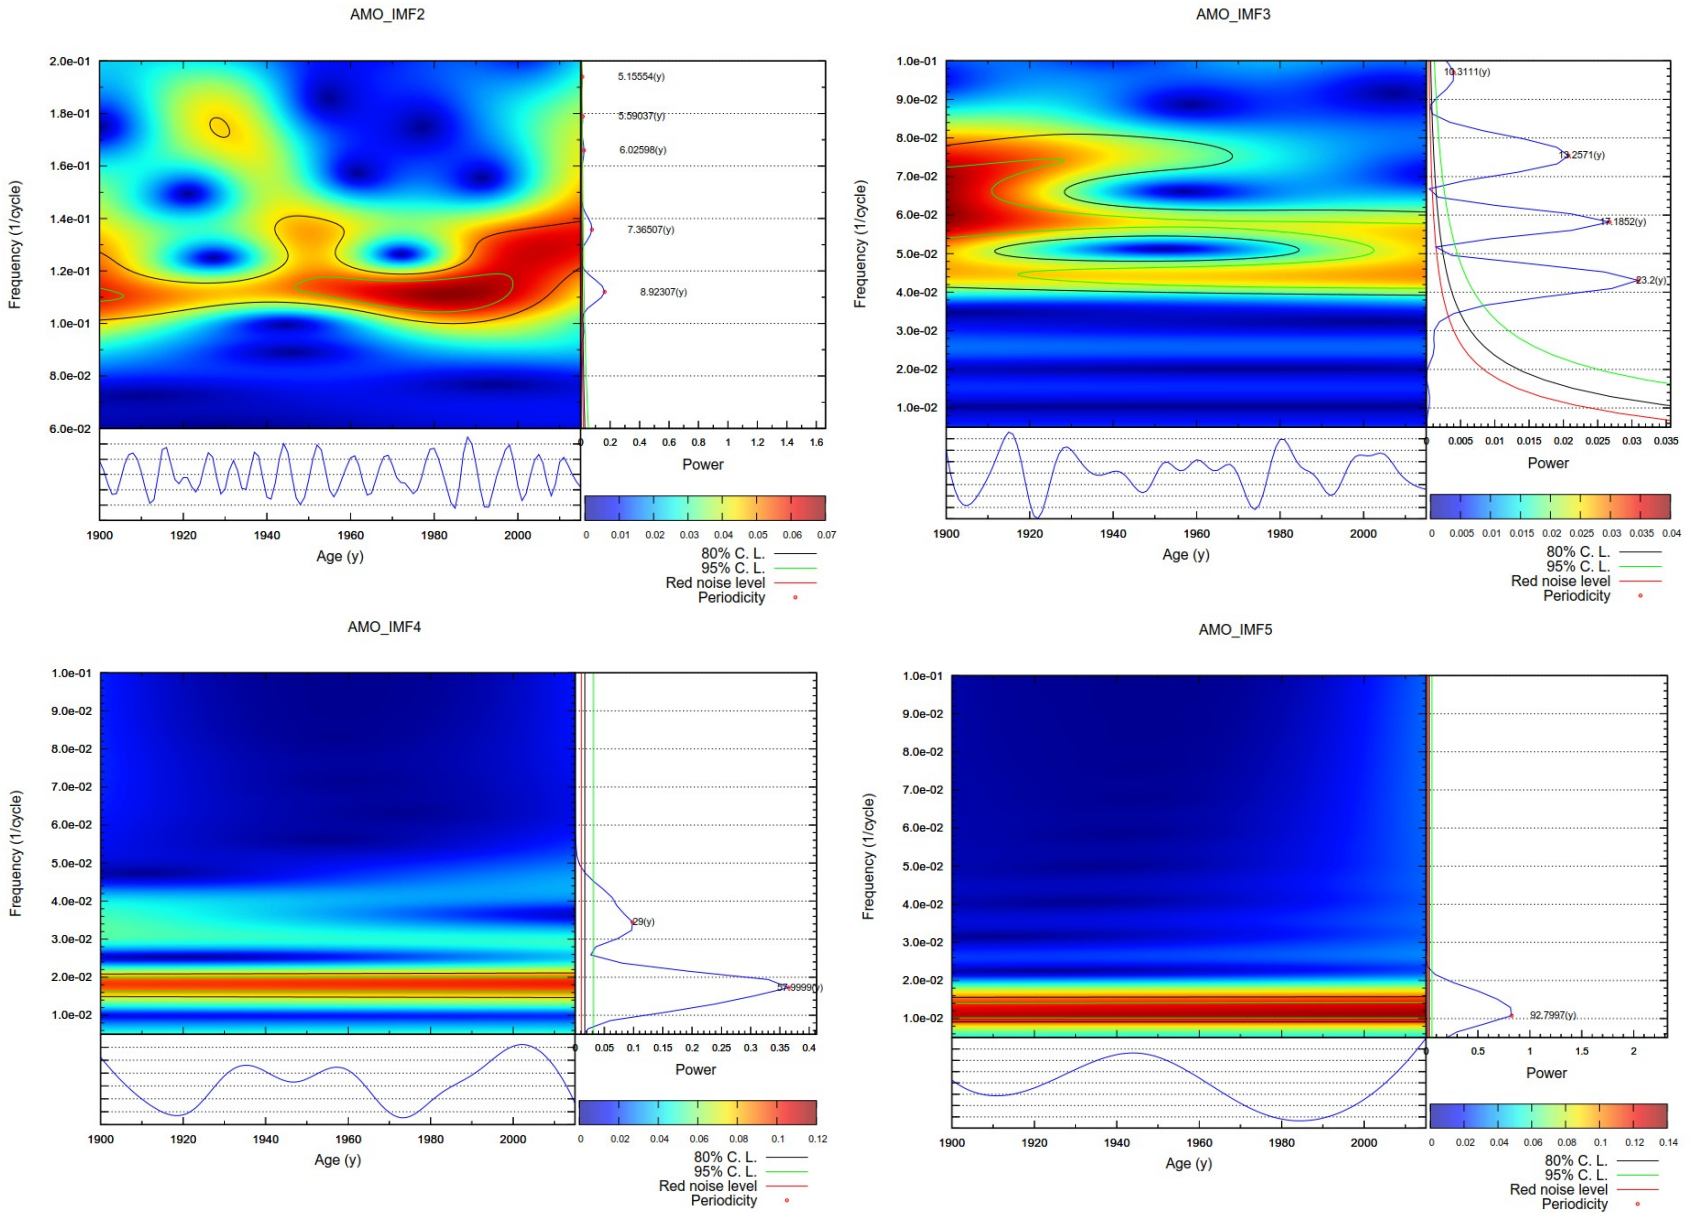 AMO_IMF2
2.0e-01
1.8e-01
1.6e-01
1.4e-01
1.2e-01
1.0e-01
8.0e-02
6.0e-02
Frequency (1/cycle)
5.15554(y)
5.59037(y)
6.02598(y)
7.36507(y)
8.92307(y)
0 0.2 0.4 0.6 0.8 1 1.2 1.4 1.6
Power
1900 1920 1940 1960 1980 2000
Age (y)
0 0.01 0.02 0.03 0.04 0.05 0.06 0.07
80% C. L.
95% C. L.
Red noise level
Periodicity
AMO_IMF3
1.0e-01
9.0e-02
8.0e-02
7.0e-02
6.0e-02
5.0e-02
4.0e-02
3.0e-02
2.0e-02
1.0e-02
Frequency (1/cycle)
10.3111(y)
13.2571(y)
17.1852(y)
23.2(y)
0 0.005 0.01 0.015 0.02 0.025 0.03 0.035
Power
1900 1920 1940 1960 1980 2000
Age (y)
0 0.005 0.01 0.015 0.02 0.025 0.03 0.035 0.04
80% C. L.
95% C. L.
Red noise level
Periodicity
AMO_IMF4
1.0e-01
9.0e-02
8.0e-02
7.0e-02
6.0e-02
5.0e-02
4.0e-02
3.0e-02
2.0e-02
1.0e-02
Frequency (1/cycle)
29(y)
57.9999(y)
0 0.05 0.1 0.15 0.2 0.25 0.3 0.35 0.4
Power
1900 1920 1940 1960 1980 2000
Age (y)
0 0.02 0.04 0.06 0.08 0.1 0.12
80% C. L.
95% C. L.
Red noise level
Periodicity
AMO_IMF5
1.0e-01
9.0e-02
8.0e-02
7.0e-02
6.0e-02
5.0e-02
4.0e-02
3.0e-02
2.0e-02
1.0e-02
Frequency (1/cycle)
92.7997(y)
0 0.5 1 1.5 2
Power
1900 1920 1940 1960 1980 2000
Age (y)
0 0.02 0.04 0.06 0.08 0.1 0.12 0.14
80% C. L.
95% C. L.
Red noise level
Periodicity